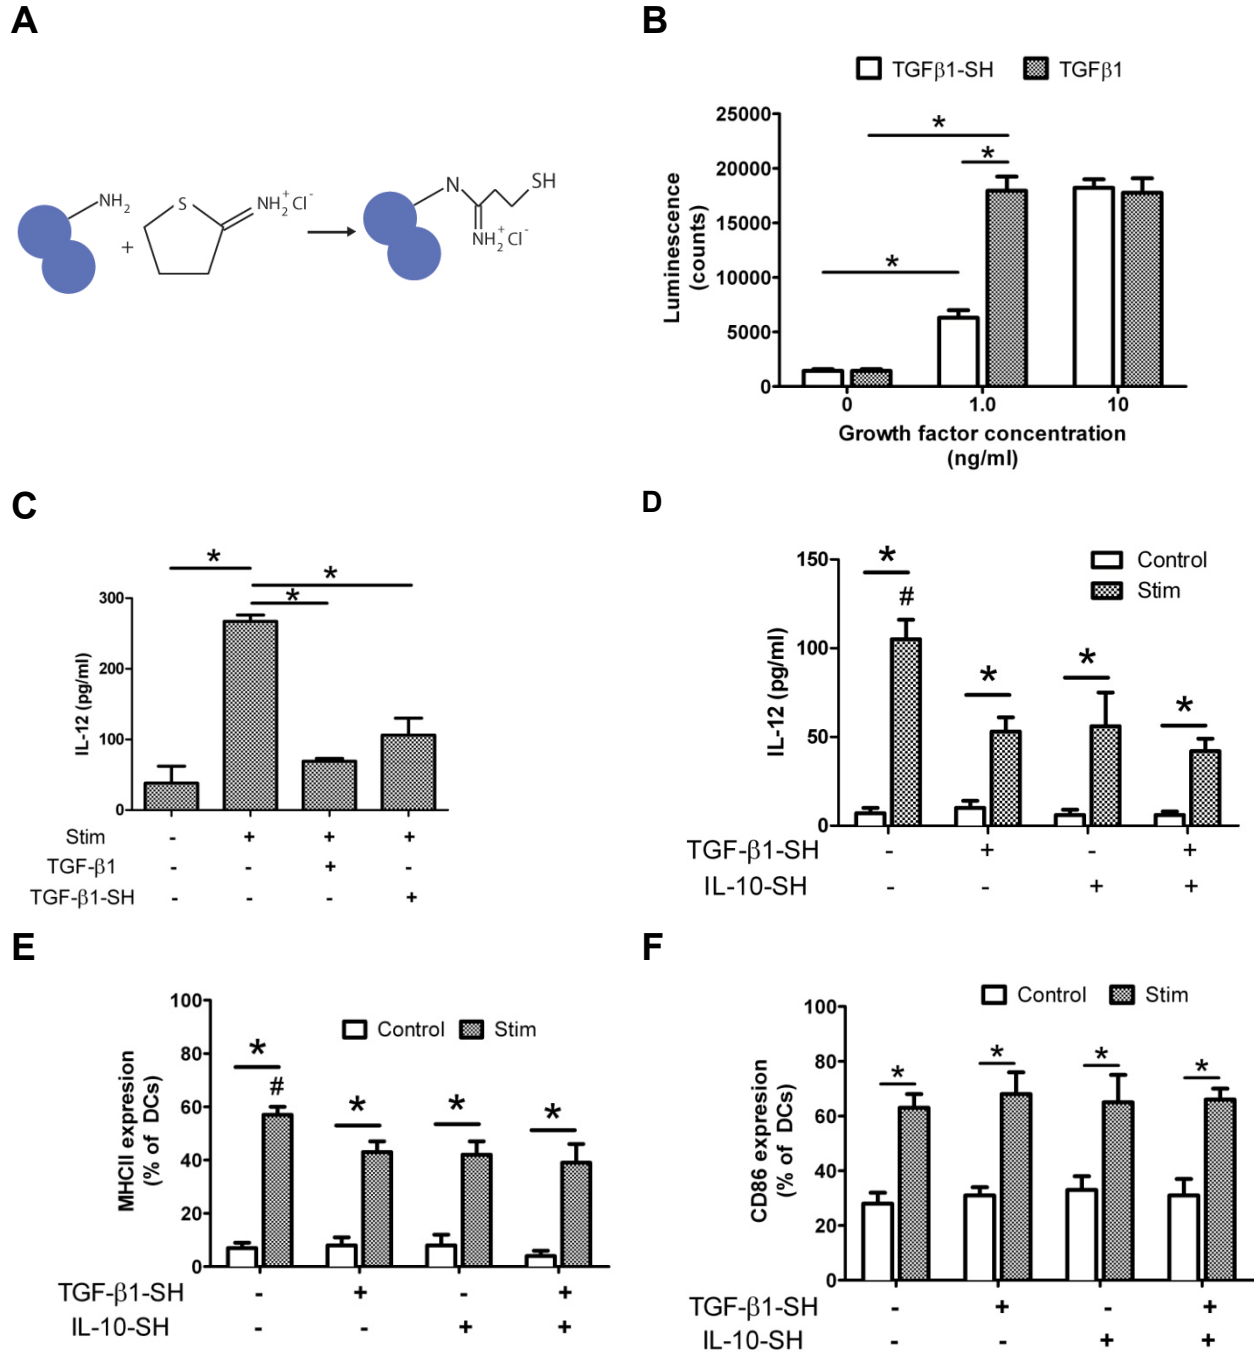 A
NH2
+
S
NH2+Cl-
N
SH
NH2+Cl-
B
TGFβ1-SH TGFβ1
25000
20000
15000
10000
5000
0
Luminescence
(counts)
* * *
0 1.0 10
Growth factor concentration
(ng/ml)
C
* * *
300
200
100
0
IL-12 (pg/ml)
Stim - + + +
TGF-β1 - - + -
TGF-β1-SH - - - +
D
Control
Stim
150
100
50
0
IL-12 (pg/ml)
* # * * *
TGF-β1-SH - + - +
IL-10-SH - - + +
E
Control Stim
100
80
60
40
20
0
MHCII expresion
(% of DCs)
* # * * *
TGF-β1-SH - + - +
IL-10-SH - - + +
F
Control Stim
100
80
60
40
20
0
CD86 expresion
(% of DCs)
* * * *
TGF-β1-SH - + - +
IL-10-SH - - + +